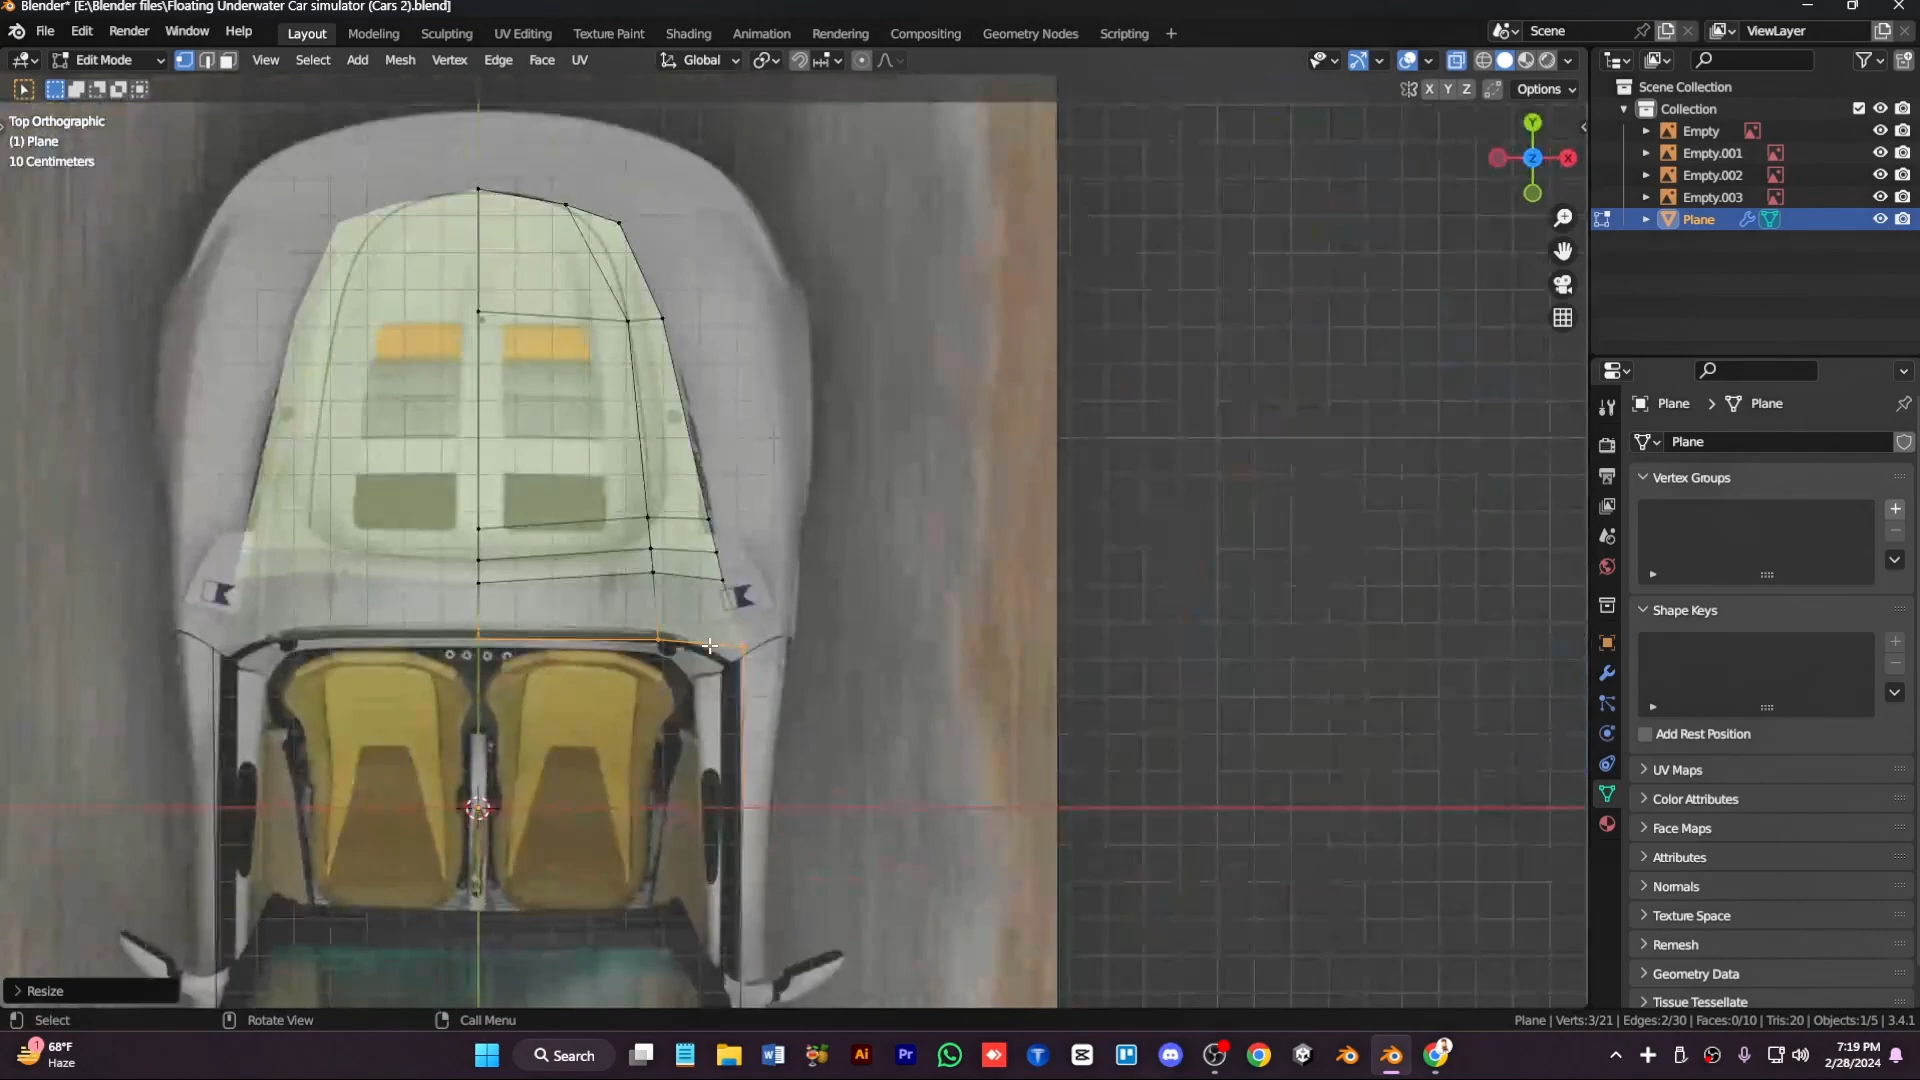 Blender* [E:\Blender files\Floating Underwater Car simulator (Cars 2).blend]
File Edit Render Window Help Layout Modeling Sculpting UV Editing Texture Paint Shading Animation Rendering Compositing Geometry Nodes Scripting + Scene ViewLayer
Edit Mode View Select Add Mesh Vertex Edge Face UV Global
X Y Z Options
Top Orthographic
(1) Plane
10 Centimeters
Y
Z X
Scene Collection
Collection
Empty
Empty.001
Empty.002
Empty.003
Plane
Plane > Plane
Plane
Vertex Groups
Shape Keys
Add Rest Position
UV Maps
Color Attributes
Face Maps
Attributes
Normals
Texture Space
Remesh
Geometry Data
Tissue Tessellate
> Resize
Select Rotate View Call Menu Plane | Verts:3/21 | Edges:2/30 | Faces:0/10 | Tris:20 | Objects:1/5 | 3.4.1
68°F
Haze
Search
7:19 PM
2/28/2024